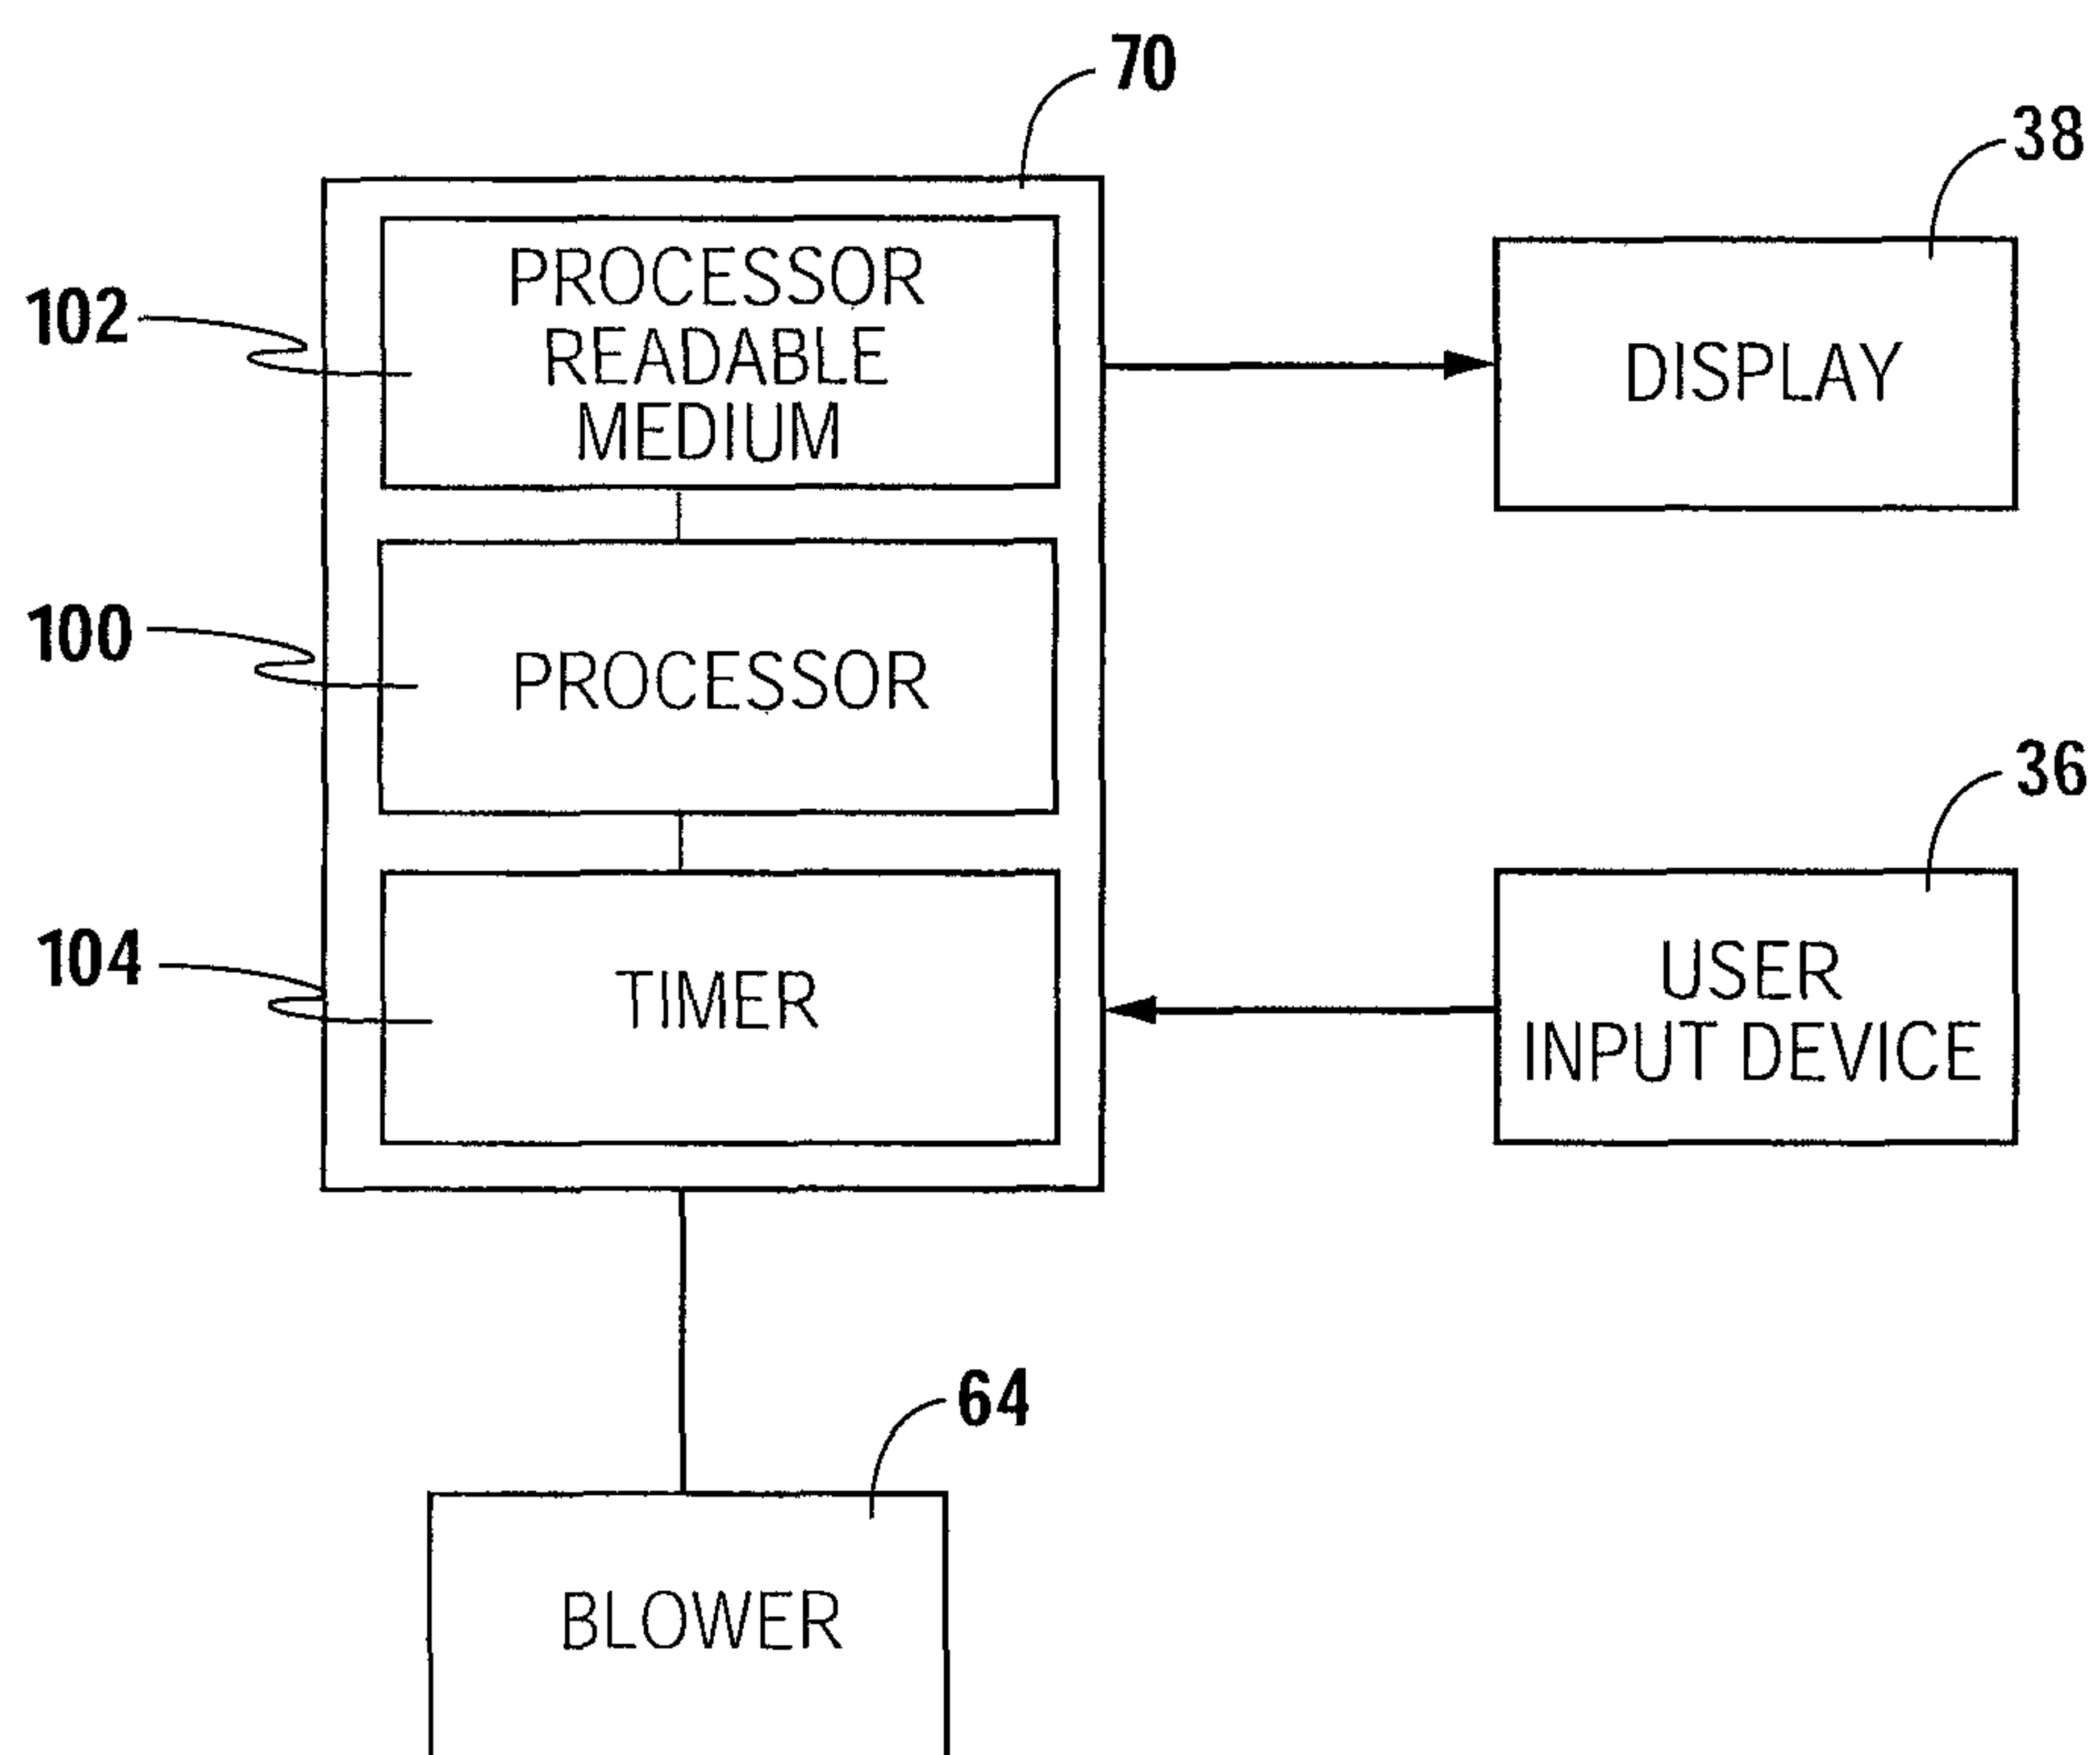 70
38
102
PROCESSOR
READABLE
MEDIUM
DISPLAY
100
PROCESSOR
36
104
TIMER
USER
INPUT DEVICE
64
BLOWER